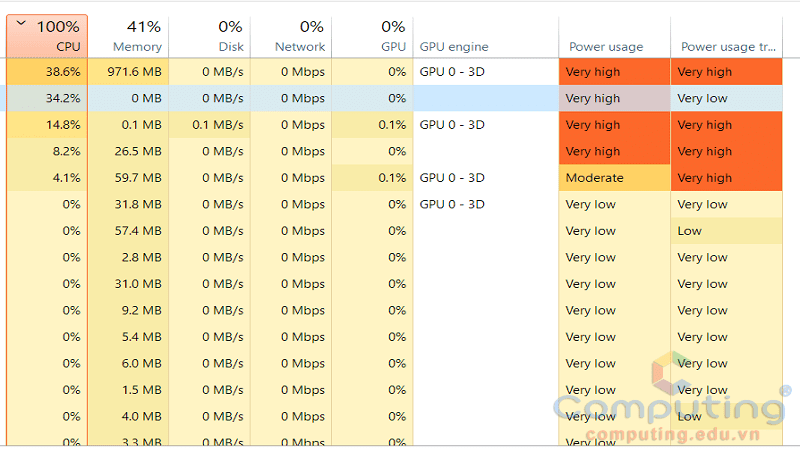 100% 41% 0% 0% 0%
CPU Memory Disk Network GPU GPU engine Power usage Power usage tr...
38.6% 971.6 MB 0 MB/s 0 Mbps 0% GPU 0 - 3D Very high Very high
34.2% 0 MB 0 MB/s 0 Mbps 0% Very high Very low
14.8% 0.1 MB 0.1 MB/s 0 Mbps 0.1% GPU 0 - 3D Very high Very high
8.2% 26.5 MB 0 MB/s 0 Mbps 0% Very high Very high
4.1% 59.7 MB 0 MB/s 0 Mbps 0.1% GPU 0 - 3D Moderate Very high
0% 31.8 MB 0 MB/s 0 Mbps 0% GPU 0 - 3D Very low Very low
0% 57.4 MB 0 MB/s 0 Mbps 0% Very low Low
0% 2.8 MB 0 MB/s 0 Mbps 0% Very low Very low
0% 31.0 MB 0 MB/s 0 Mbps 0% Very low Very low
0% 9.2 MB 0 MB/s 0 Mbps 0% Very low Very low
0% 5.4 MB 0 MB/s 0 Mbps 0% Very low Very low
0% 6.0 MB 0 MB/s 0 Mbps 0% Very low Very low
0% 1.5 MB 0 MB/s 0 Mbps 0% Very low Very low
0% 4.0 MB 0 MB/s 0 Mbps 0% Very low Low
0% 3.3 MB 0 MB/s 0 Mbps 0% Very low
Computing®
computing.edu.vn